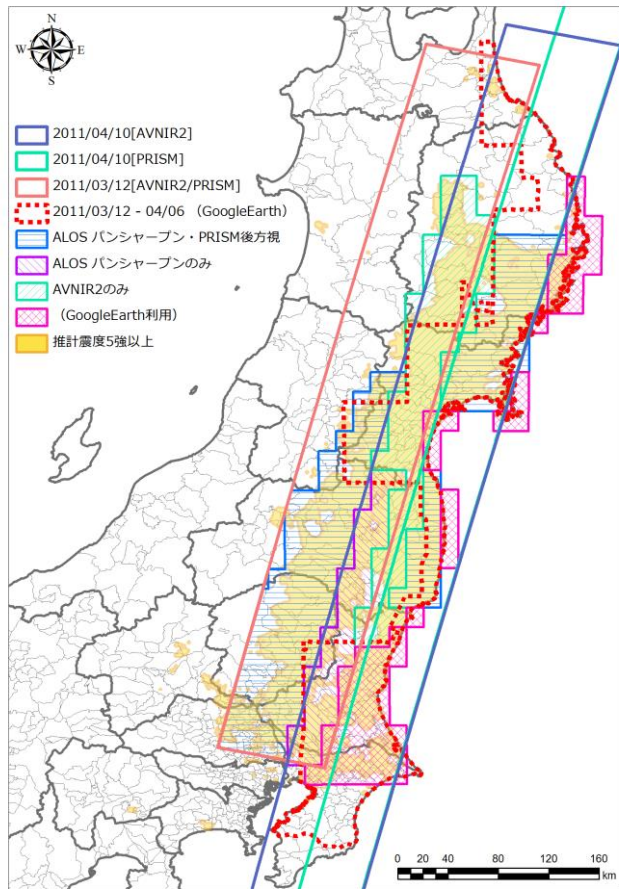 N
W E
S
2011/04/10[AVNIR2]
2011/04/10[PRISM]
2011/03/12[AVNIR2/PRISM]
2011/03/12 - 04/06 （GoogleEarth）
ALOS パンシャープン・PRISM後方視
ALOS パンシャープンのみ
AVNIR2のみ
（GoogleEarth利用）
推計震度5強以上
0 20 40 80 120 160
km